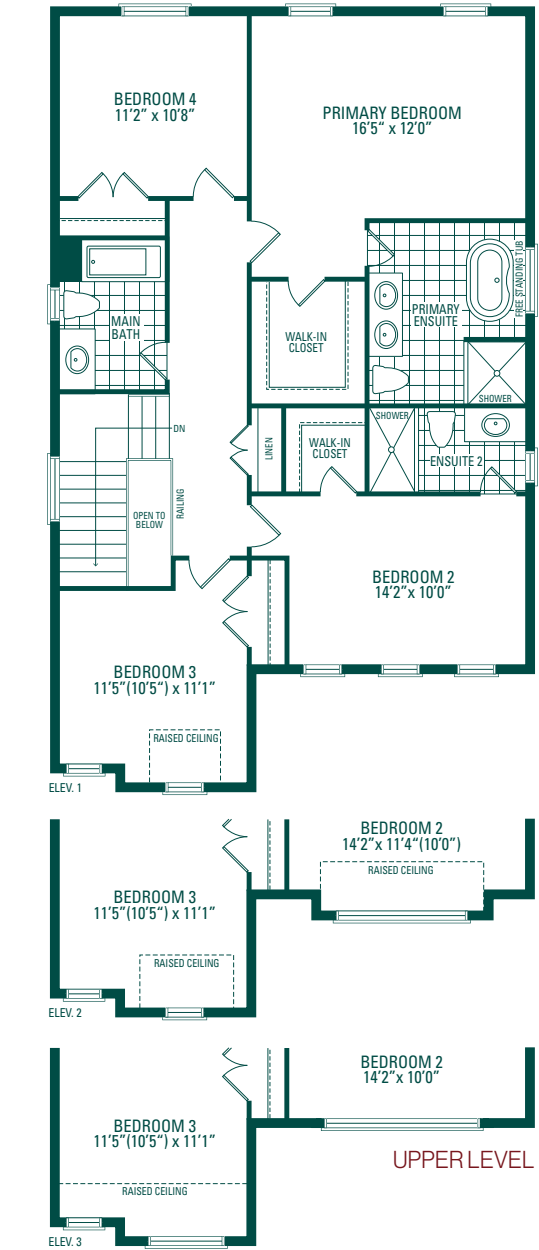 BEDROOM 4
11'2" x 10'8"
PRIMARY BEDROOM
16'5" x 12'0"
MAIN
BATH
WALK-IN
CLOSET
PRIMARY
ENSUITE
FREE STANDING TUB
SHOWER
DN
LINEN
WALK-IN
CLOSET
SHOWER
ENSUITE 2
OPEN TO
BELOW
RAILING
BEDROOM 2
14'2"x 10'0"
BEDROOM 3
11'5"(10'5") x 11'1"
RAISED CEILING
ELEV. 1
BEDROOM 2
14'2"x 11'4"(10'0")
RAISED CEILING
BEDROOM 3
11'5"(10'5") x 11'1"
RAISED CEILING
ELEV. 2
BEDROOM 2
14'2"x 10'0"
BEDROOM 3
11'5"(10'5") x 11'1"
UPPER LEVEL
RAISED CEILING
ELEV. 3